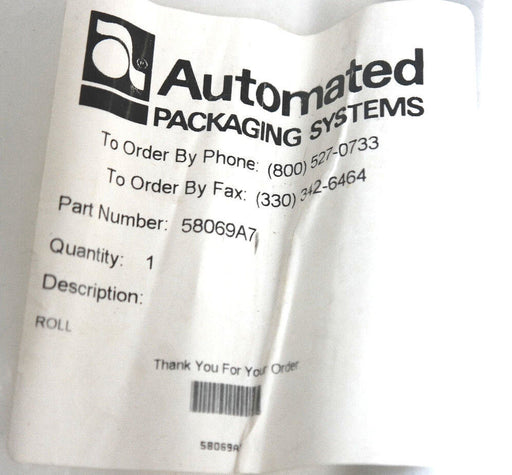 a
Automated
PACKAGING SYSTEMS
To Order By Phone: (800) 527-0733
To Order By Fax: (330) 342-6464
Part Number: 58069A7
Quantity: 1
Description:
ROLL
Thank You For Your Order
58069A